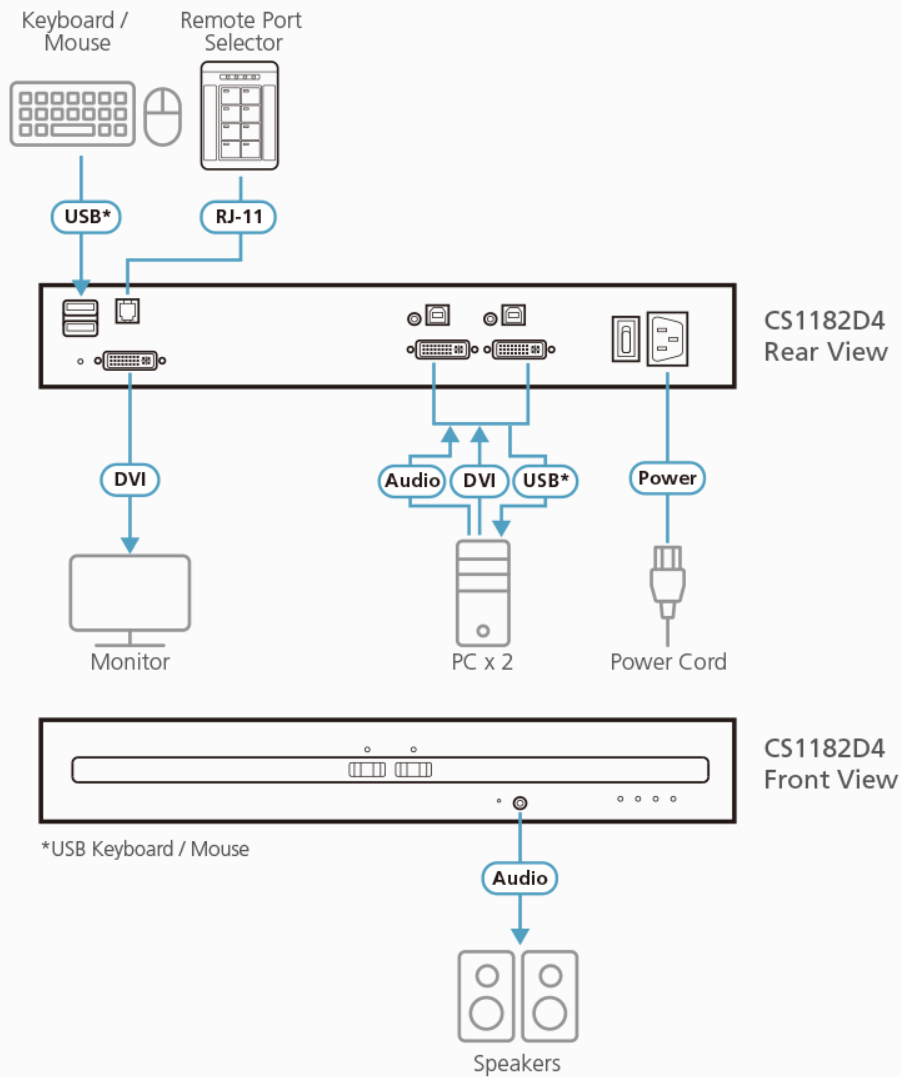 Keyboard /
Mouse
Remote Port
Selector
USB*
RJ-11
CS1182D4
Rear View
DVI
Audio
DVI
USB*
Power
Monitor
PC x 2
Power Cord
CS1182D4
Front View
*USB Keyboard / Mouse
Audio
Speakers